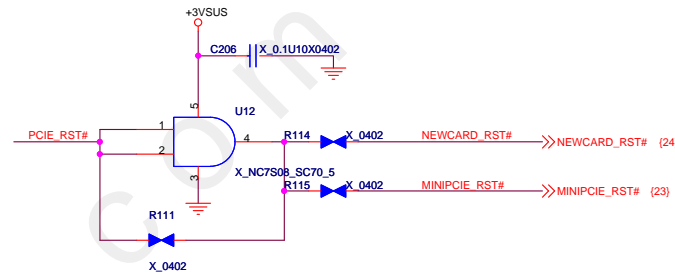 +3VSUS
C206 X_0.1U10X0402
U12
5
PCIE_RST# 1 4 R114 X_0402 NEWCARD_RST# NEWCARD_RST# {24
2
X_NC7S08_SC70_5
3 R115 X_0402 MINIPCIE_RST# MINIPCIE_RST# {23}
R111
X_0402
com